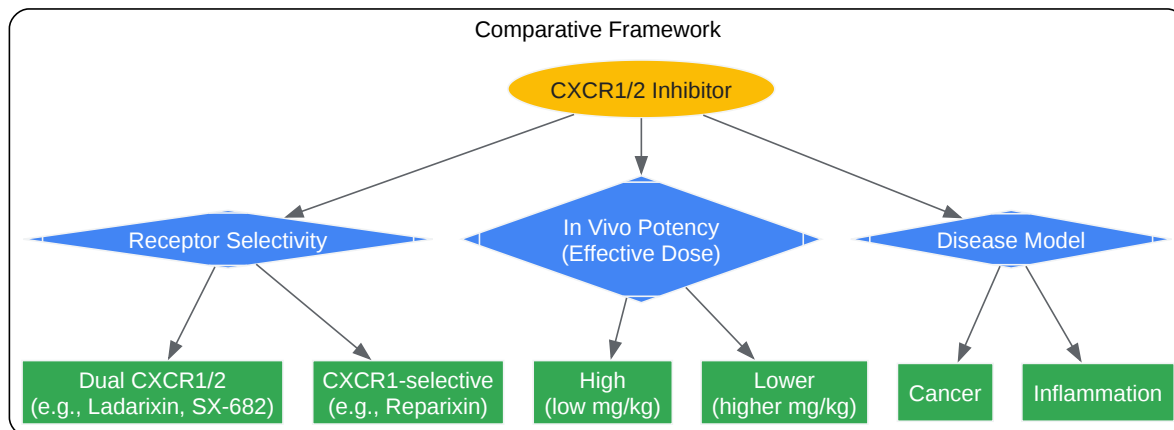 Comparative Framework
CXCR1/2 Inhibitor
Receptor Selectivity
In Vivo Potency
(Effective Dose)
Disease Model
Dual CXCR1/2
(e.g., Ladarixin, SX-682)
CXCR1-selective
(e.g., Reparixin)
High
(low mg/kg)
Lower
(higher mg/kg)
Cancer
Inflammation